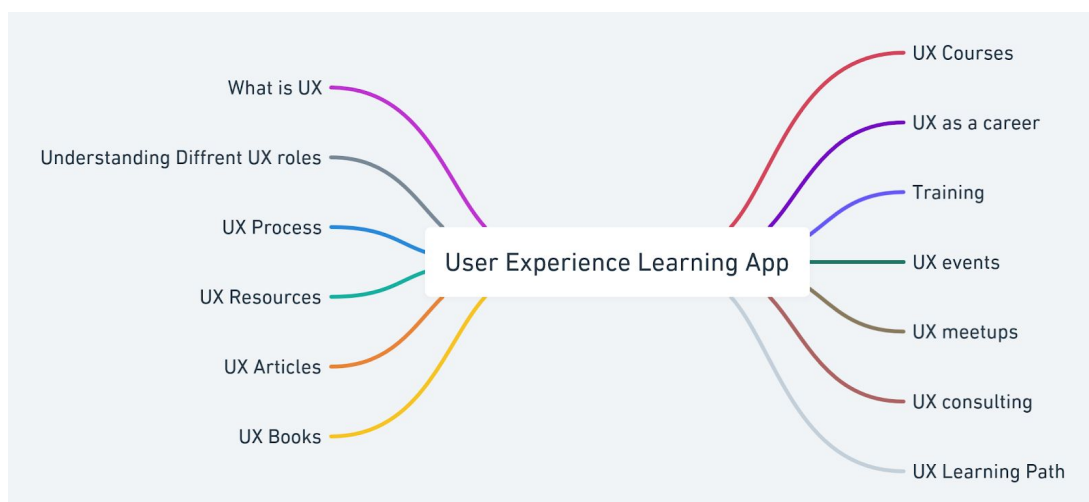 What is UX
Understanding Diffrent UX roles
UX Process
UX Resources
UX Articles
UX Books
User Experience Learning App
UX Courses
UX as a career
Training
UX events
UX meetups
UX consulting
UX Learning Path